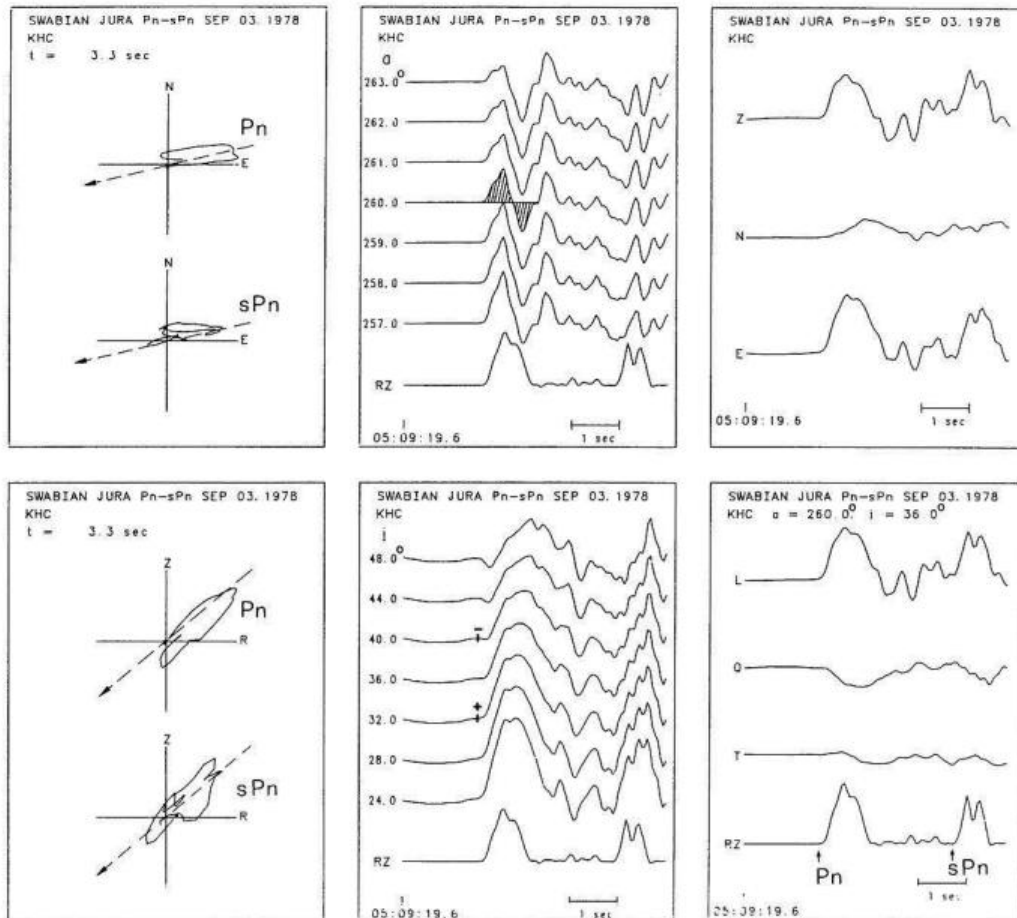 SWABIAN JURA Pn-sPn SEP 03.1978
KHC
t = 3.3 sec
N
Pn
E
N
sPn
E
SWABIAN JURA Pn-sPn SEP 03.1978
KHC
a
263.0°
262.0
261.0
260.0
259.0
258.0
257.0
RZ
1 sec
05:09:19.6
SWABIAN JURA Pn-sPn SEP 03.1978
KHC
Z
N
E
1 sec
05:09:19.6
SWABIAN JURA Pn-sPn SEP 03.1978
KHC
t = 3.3 sec
Z
Pn
R
Z
sPn
R
SWABIAN JURA Pn-sPn SEP 03.1978
KHC
i
48.0°
44.0
40.0 -
36.0
32.0 +
28.0
24.0
RZ
1 sec
05:09:19.6
SWABIAN JURA Pn-sPn SEP 03.1978
KHC a = 260.0° i = 36.0°
L
Q
T
RZ
Pn sPn
1 sec
05:09:19.6